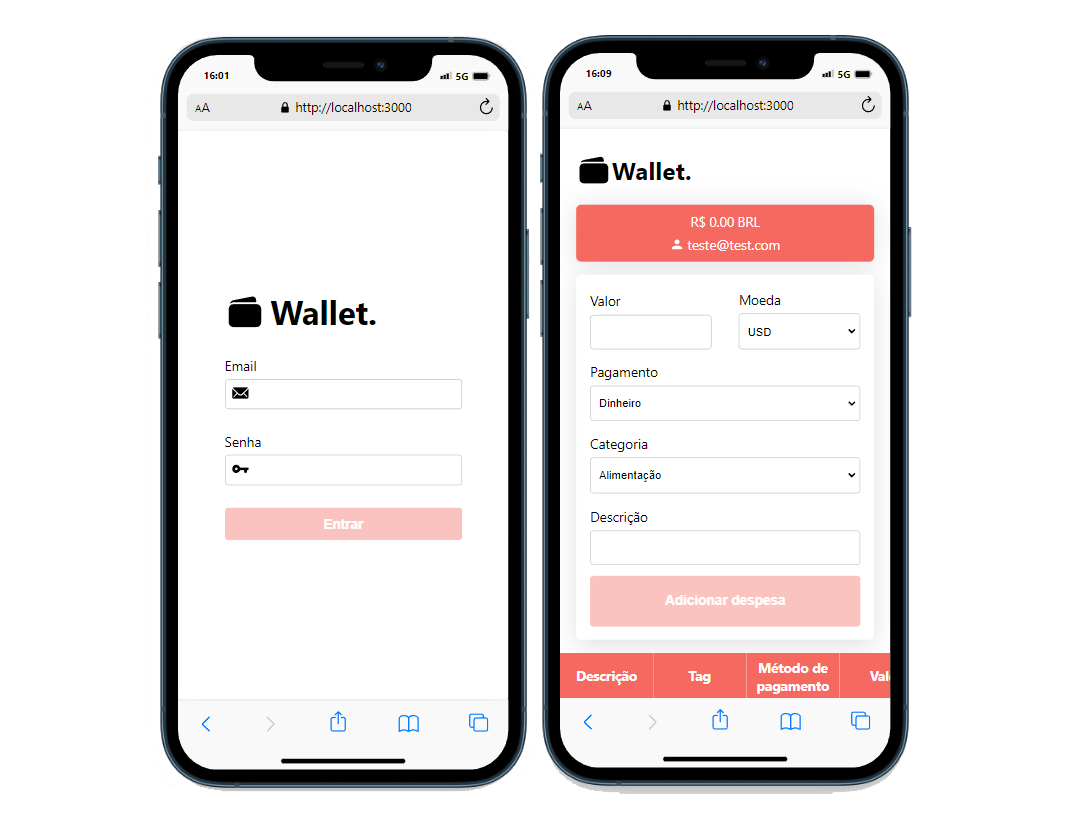 16:01
5G
AA
http://localhost:3000
Wallet.
Email
Senha
Entrar
16:09
5G
AA
http://localhost:3000
Wallet.
R$ 0.00 BRL
teste@test.com
Valor
Moeda
USD
Pagamento
Dinheiro
Categoria
Alimentação
Descrição
Adicionar despesa
Descrição
Tag
Método de
pagamento